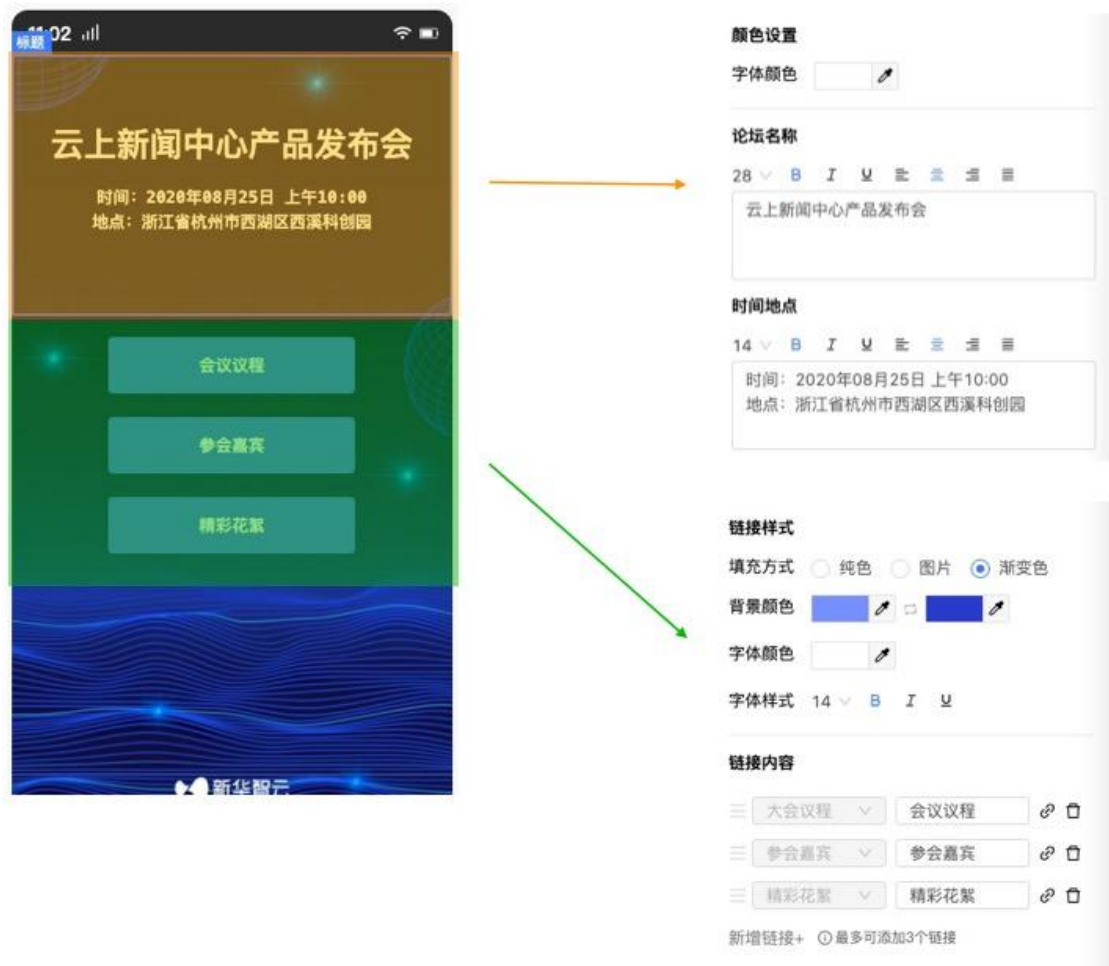 11:02
标题
云上新闻中心产品发布会
时间：2020年08月25日 上午10:00
地点：浙江省杭州市西湖区西溪科创园
会议议程
参会嘉宾
精彩花絮
新华智云
颜色设置
字体颜色
论坛名称
28 B I U
云上新闻中心产品发布会
时间地点
14 B I U
时间：2020年08月25日 上午10:00
地点：浙江省杭州市西湖区西溪科创园
链接样式
填充方式 纯色 图片 渐变色
背景颜色
字体颜色
字体样式 14 B I U
链接内容
大会议程 会议议程
参会嘉宾 参会嘉宾
精彩花絮 精彩花絮
新增链接+ 最多可添加3个链接